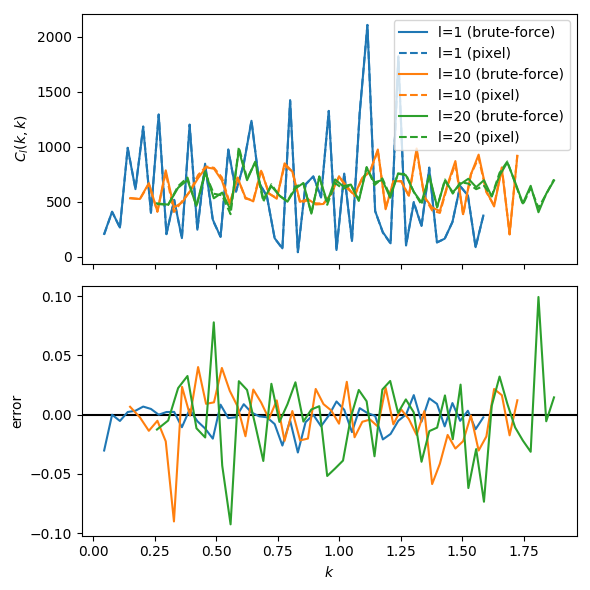 2000
1500
1000
500
0
C_l(k, k)
l=1 (brute-force)
l=1 (pixel)
l=10 (brute-force)
l=10 (pixel)
l=20 (brute-force)
l=20 (pixel)
0.10
0.05
0.00
−0.05
−0.10
error
0.00 0.25 0.50 0.75 1.00 1.25 1.50 1.75
k